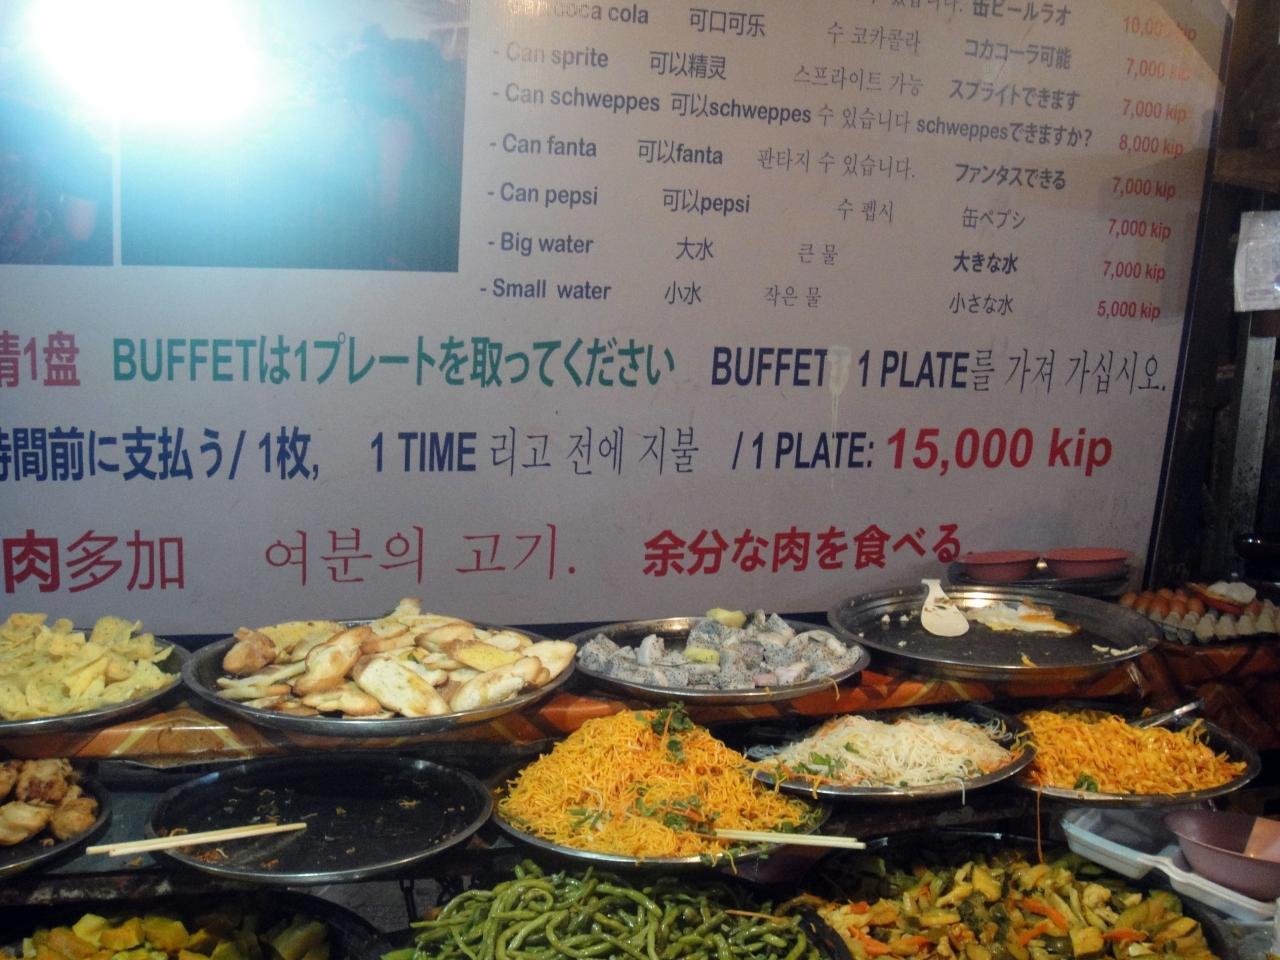 coca cola 可口可乐 수 코카콜라 缶ビールラオ 10,000 kip
- Can sprite 可以精灵 스프라이트 가능 コカコーラ可能 7,000 kip
- Can schweppes 可以schweppes 수 있습니다 スプライトできます 7,000 kip
schweppesできますか? 8,000 kip
- Can fanta 可以fanta 판타지 수 있습니다. ファンタスできる 7,000 kip
- Can pepsi 可以pepsi 수 펩시 缶ペプシ 7,000 kip
- Big water 大水 큰 물 大きな水 7,000 kip
- Small water 小水 작은 물 小さな水 5,000 kip
1盘 BUFFETは1プレートを取ってください BUFFET 1 PLATE를 가져 가십시오.
時間前に支払う/ 1枚, 1 TIME 리고 전에 지불 / 1 PLATE: 15,000 kip
肉多加 여분의 고기. 余分な肉を食べる.